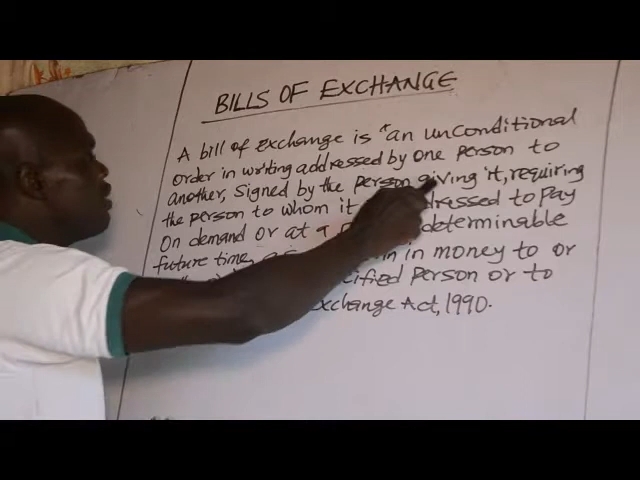 BILLS OF EXCHANGE
A bill of exchange is "an unconditional
order in writing addressed by one person to
another, signed by the person giving it, requiring
the person to whom it dressed to pay
on demand or at a determinable
future time, in in money to or
cified person or to
xchange Act, 1990.